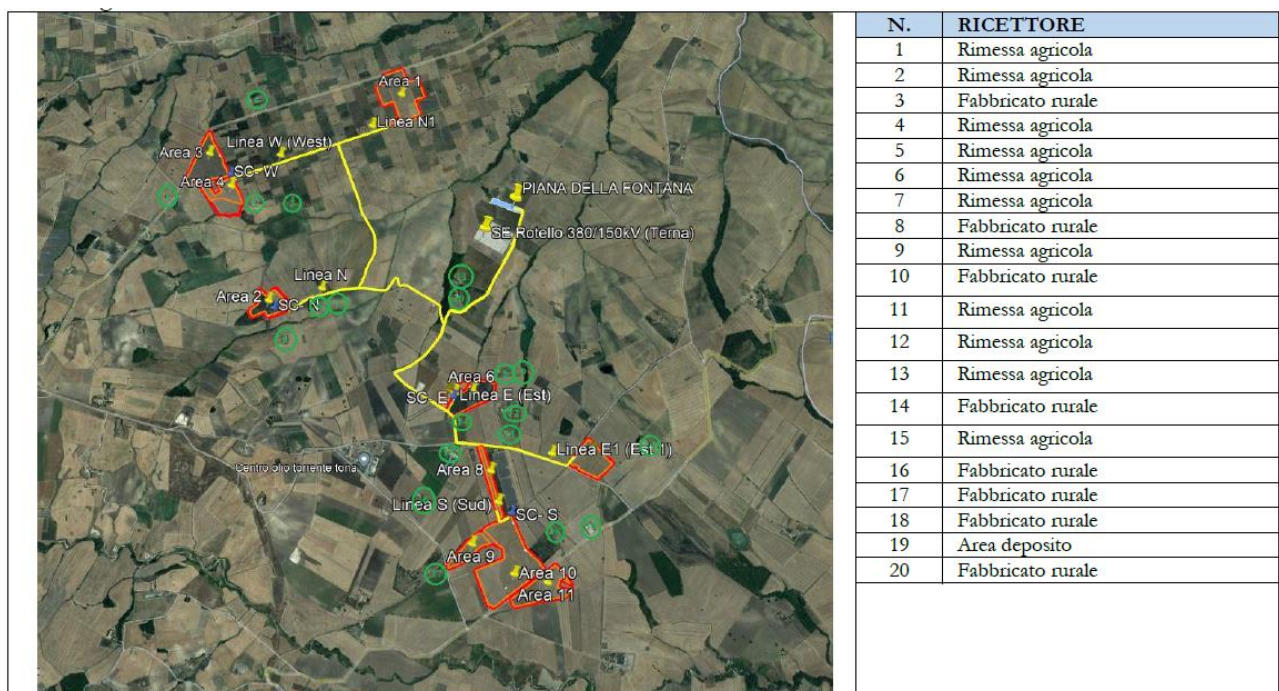 Area 1
Linea N1
Linea W (West)
Area 3
SC- W
Area 4
PIANA DELLA FONTANA
SE Rotello 380/150kV (Terna)
Linea N
Area 2
SC- N
Area 6
SC- E
Linea E (Est)
Linea E1 (Est 1)
Centro olio torrente tona
Area 8
Linea S (Sud)
SC- S
Area 9
Area 10
Area 11
N. RICETTORE
1 Rimessa agricola
2 Rimessa agricola
3 Fabbricato rurale
4 Rimessa agricola
5 Rimessa agricola
6 Rimessa agricola
7 Rimessa agricola
8 Fabbricato rurale
9 Rimessa agricola
10 Fabbricato rurale
11 Rimessa agricola
12 Rimessa agricola
13 Rimessa agricola
14 Fabbricato rurale
15 Rimessa agricola
16 Fabbricato rurale
17 Fabbricato rurale
18 Fabbricato rurale
19 Area deposito
20 Fabbricato rurale